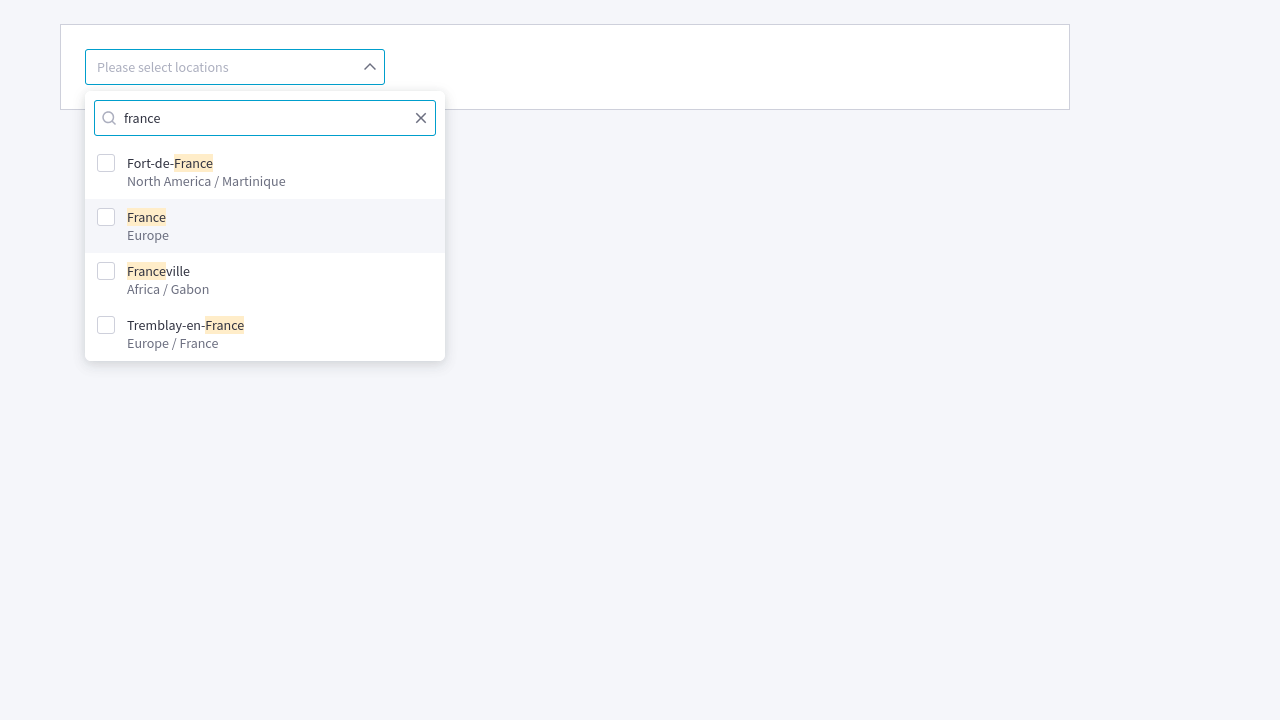 Please select locations
france
Fort-de-France
North America / Martinique
France
Europe
Franceville
Africa / Gabon
Tremblay-en-France
Europe / France